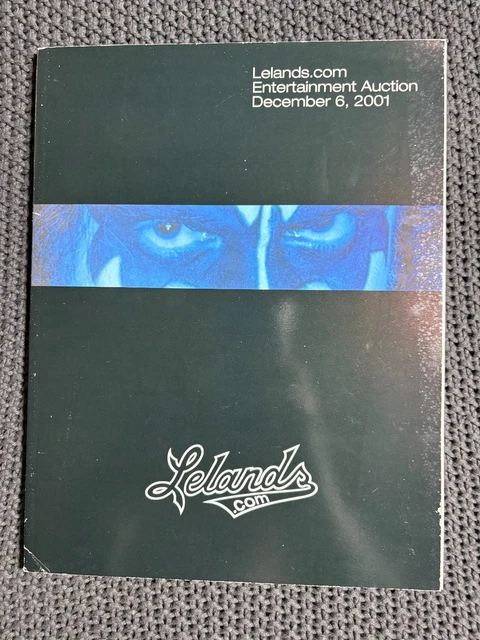 Lelands.com
Entertainment Auction
December 6, 2001
Lelands
.com